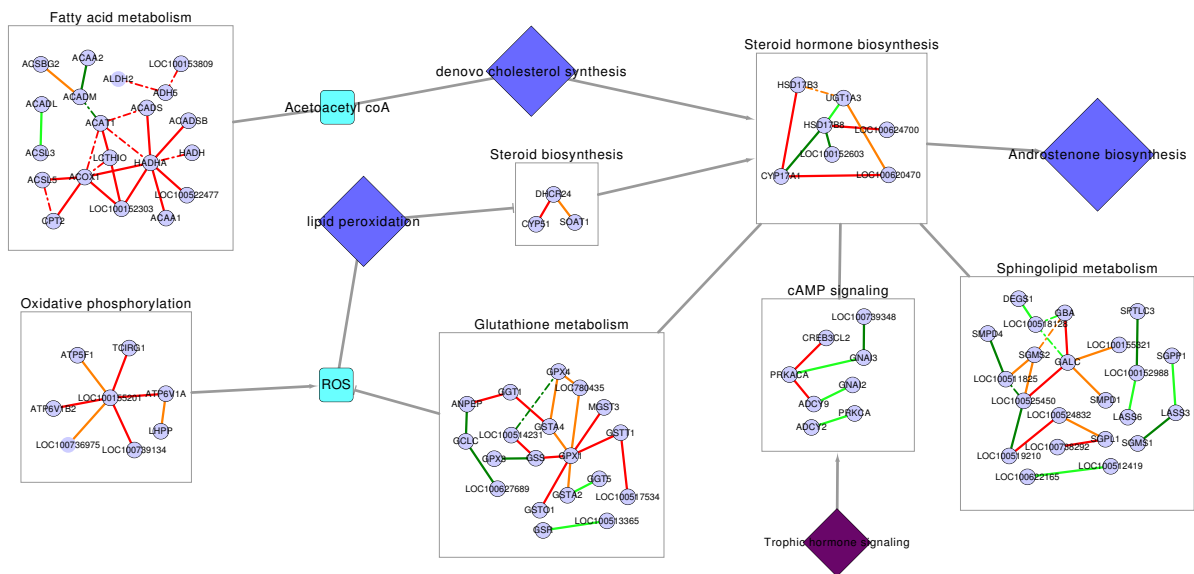 Fatty acid metabolism
ACSBG2
ACAA2
LOC100153809
ALDH2
ACADL
ACADM
ADH5
ACADS
ACAT1
ACADSB
ACSL3
LCTHIO
HADHA
HADH
ACSL5
ACOX1
LOC100522477
LOC100152303
CPT2
ACAA1
Acetoacetyl coA
denovo cholesterol synthesis
Steroid hormone biosynthesis
HSD17B3
UGT1A3
HSD17B8
LOC100624700
LOC100152603
CYP17A1
LOC100620470
Androstenone biosynthesis
Steroid biosynthesis
DHCR24
CYP51
SOAT1
lipid peroxidation
Oxidative phosphorylation
ATP5F1
TCIRG1
LOC100155201
ATP6V1A
ATP6V1B2
LHPP
LOC100736975
LOC100739134
ROS
Glutathione metabolism
GPX4
GGT1
LOC780435
ANPEP
MGST3
GSTA4
LOC100514231
GSTT1
GCLC
GPX8
GSS
GPX1
GGT5
LOC100627689
GSTA2
LOC100517534
GSTO1
LOC100513365
GSR
cAMP signaling
LOC100739348
CREB3CL2
GNAI3
PRKACA
GNAI2
ADCY9
PRKCA
ADCY2
Trophic hormone signaling
Sphingolipid metabolism
DEGS1
GBA
SPTLC3
LOC100518128
SMPD4
LOC100155321
SGMS2
GALC
SGPP1
LOC100511825
LOC100152988
LOC100525450
SMPD1
LOC100524832
LASS6
LASS3
LOC100738292
SGPL1
SGMS1
LOC100519210
LOC100512419
LOC100622165